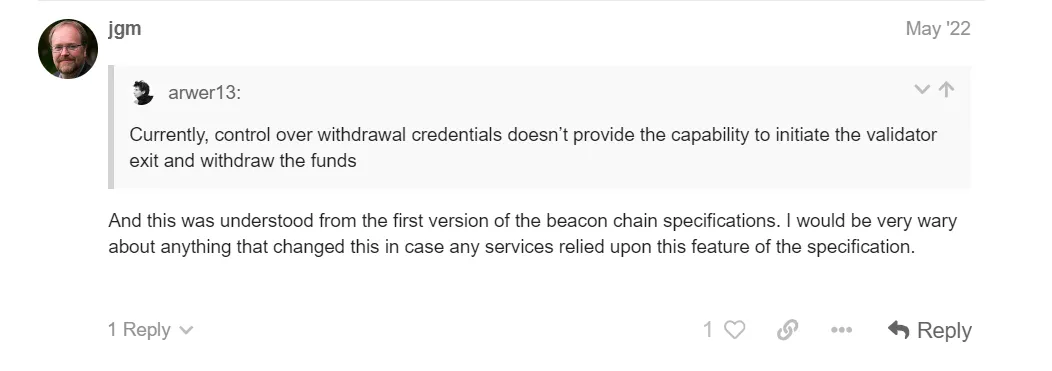 jgm
May '22
arwer13:
Currently, control over withdrawal credentials doesn’t provide the capability to initiate the validator
exit and withdraw the funds
And this was understood from the first version of the beacon chain specifications. I would be very wary
about anything that changed this in case any services relied upon this feature of the specification.
1 Reply
1
Reply